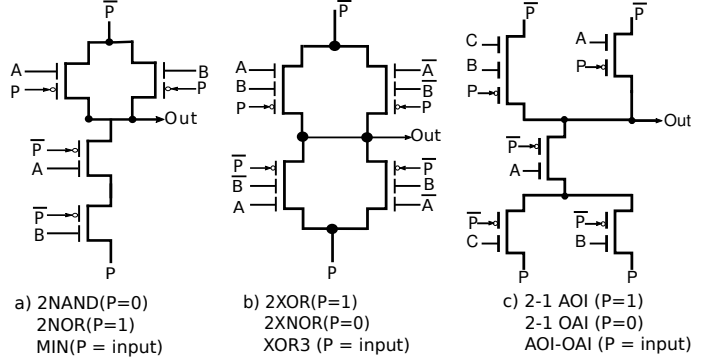 P̅ P̅ P̅
A B
P P
Out
P̅
A
P̅
B
P
A A̅
B B̅
P P
Out
P̅ P̅
B̅ B
A A̅
P
C A
B P
P
Out
P̅
A
P̅ P̅
C B
P P
a) 2NAND(P=0)
2NOR(P=1)
MIN(P = input)
b) 2XOR(P=1)
2XNOR(P=0)
XOR3 (P = input)
c) 2-1 AOI (P=1)
2-1 OAI (P=0)
AOI-OAI (P = input)